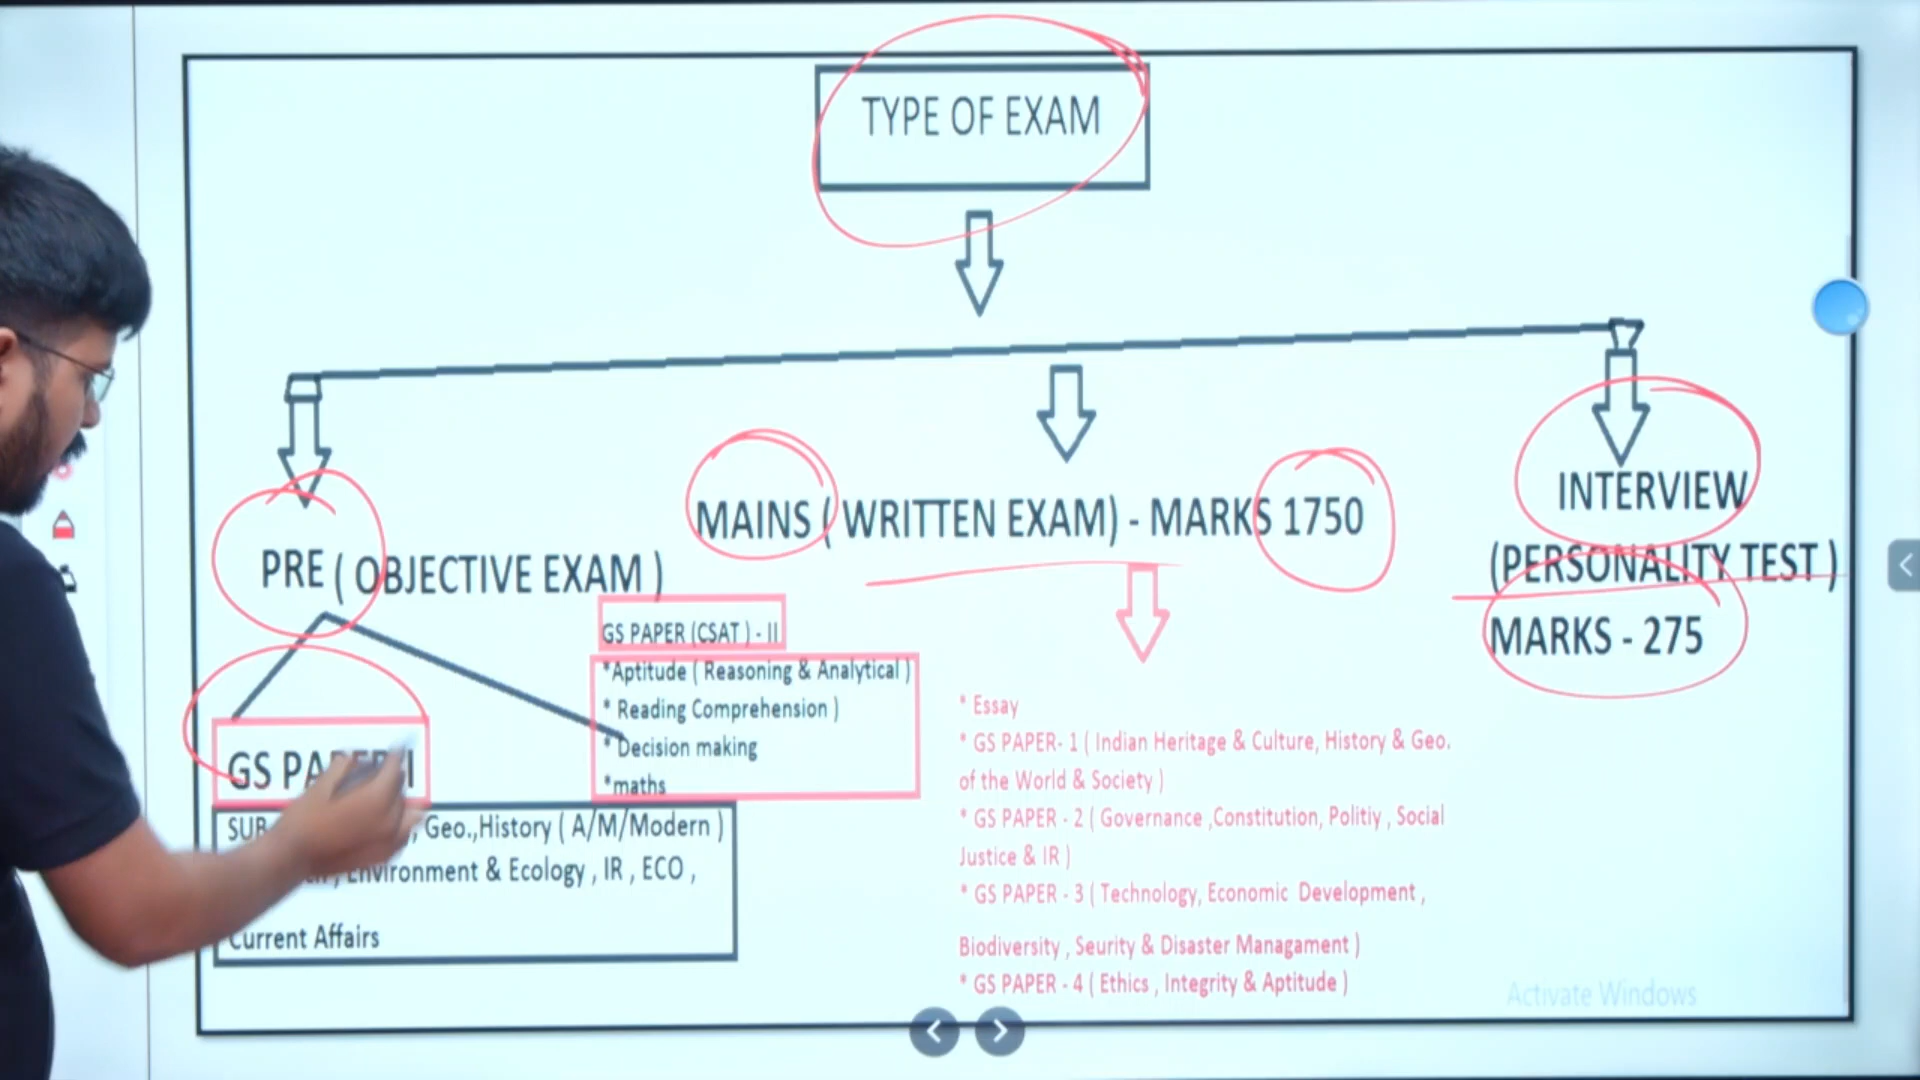 TYPE OF EXAM
PRE ( OBJECTIVE EXAM )
MAINS ( WRITTEN EXAM) - MARKS 1750
INTERVIEW
(PERSONALITY TEST )
MARKS - 275
GS PAPER (CSAT ) - II
*Aptitude ( Reasoning & Analytical )
* Reading Comprehension )
* Decision making
*maths
GS PAPER-I
SUB , Geo.,History ( A/M/Modern )
, Environment & Ecology , IR , ECO ,
Current Affairs
* Essay
* GS PAPER- 1 ( Indian Heritage & Culture, History & Geo.
of the World & Society )
* GS PAPER - 2 ( Governance ,Constitution, Politiy , Social
Justice & IR )
* GS PAPER - 3 ( Technology, Economic Development ,
Biodiversity , Seurity & Disaster Managament )
* GS PAPER - 4 ( Ethics , Integrity & Aptitude )
Activate Windows